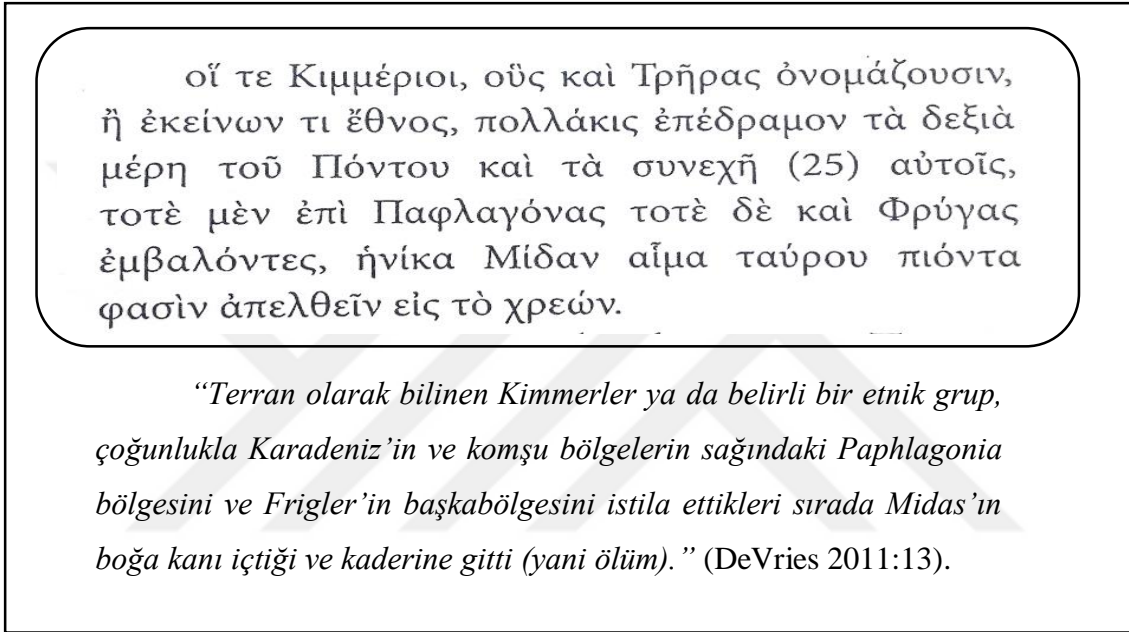 οἵ τε Κιμμέριοι, οὓς καὶ Τρῆρας ὀνομάζουσιν,
ἢ ἐκείνων τι ἔθνος, πολλάκις ἐπέδραμον τὰ δεξιὰ
μέρη τοῦ Πόντου καὶ τὰ συνεχῆ (25) αὐτοῖς,
τοτὲ μὲν ἐπὶ Παφλαγόνας τοτὲ δὲ καὶ Φρύγας
ἐμβαλόντες, ἡνίκα Μίδαν αἷμα ταύρου πιόντα
φασὶν ἀπελθεῖν εἰς τὸ χρεών.
“Terran olarak bilinen Kimmerler ya da belirli bir etnik grup,
çoğunlukla Karadeniz’in ve komşu bölgelerin sağındaki Paphlagonia
bölgesini ve Frigler’in başkabölgesini istila ettikleri sırada Midas’ın
boğa kanı içtiği ve kaderine gitti (yani ölüm).” (DeVries 2011:13).